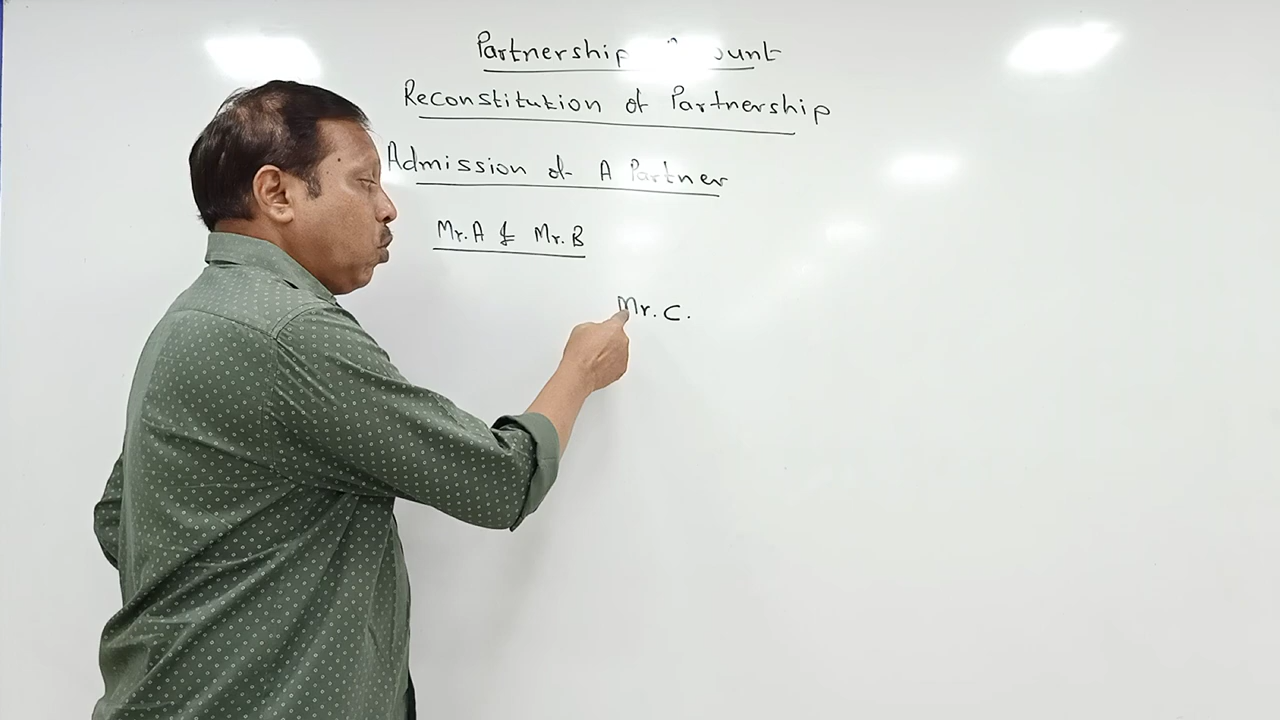 Partnership
Reconstitution of Partnership
Admission of A Partner
Mr. A & Mr. B
Mr. C.